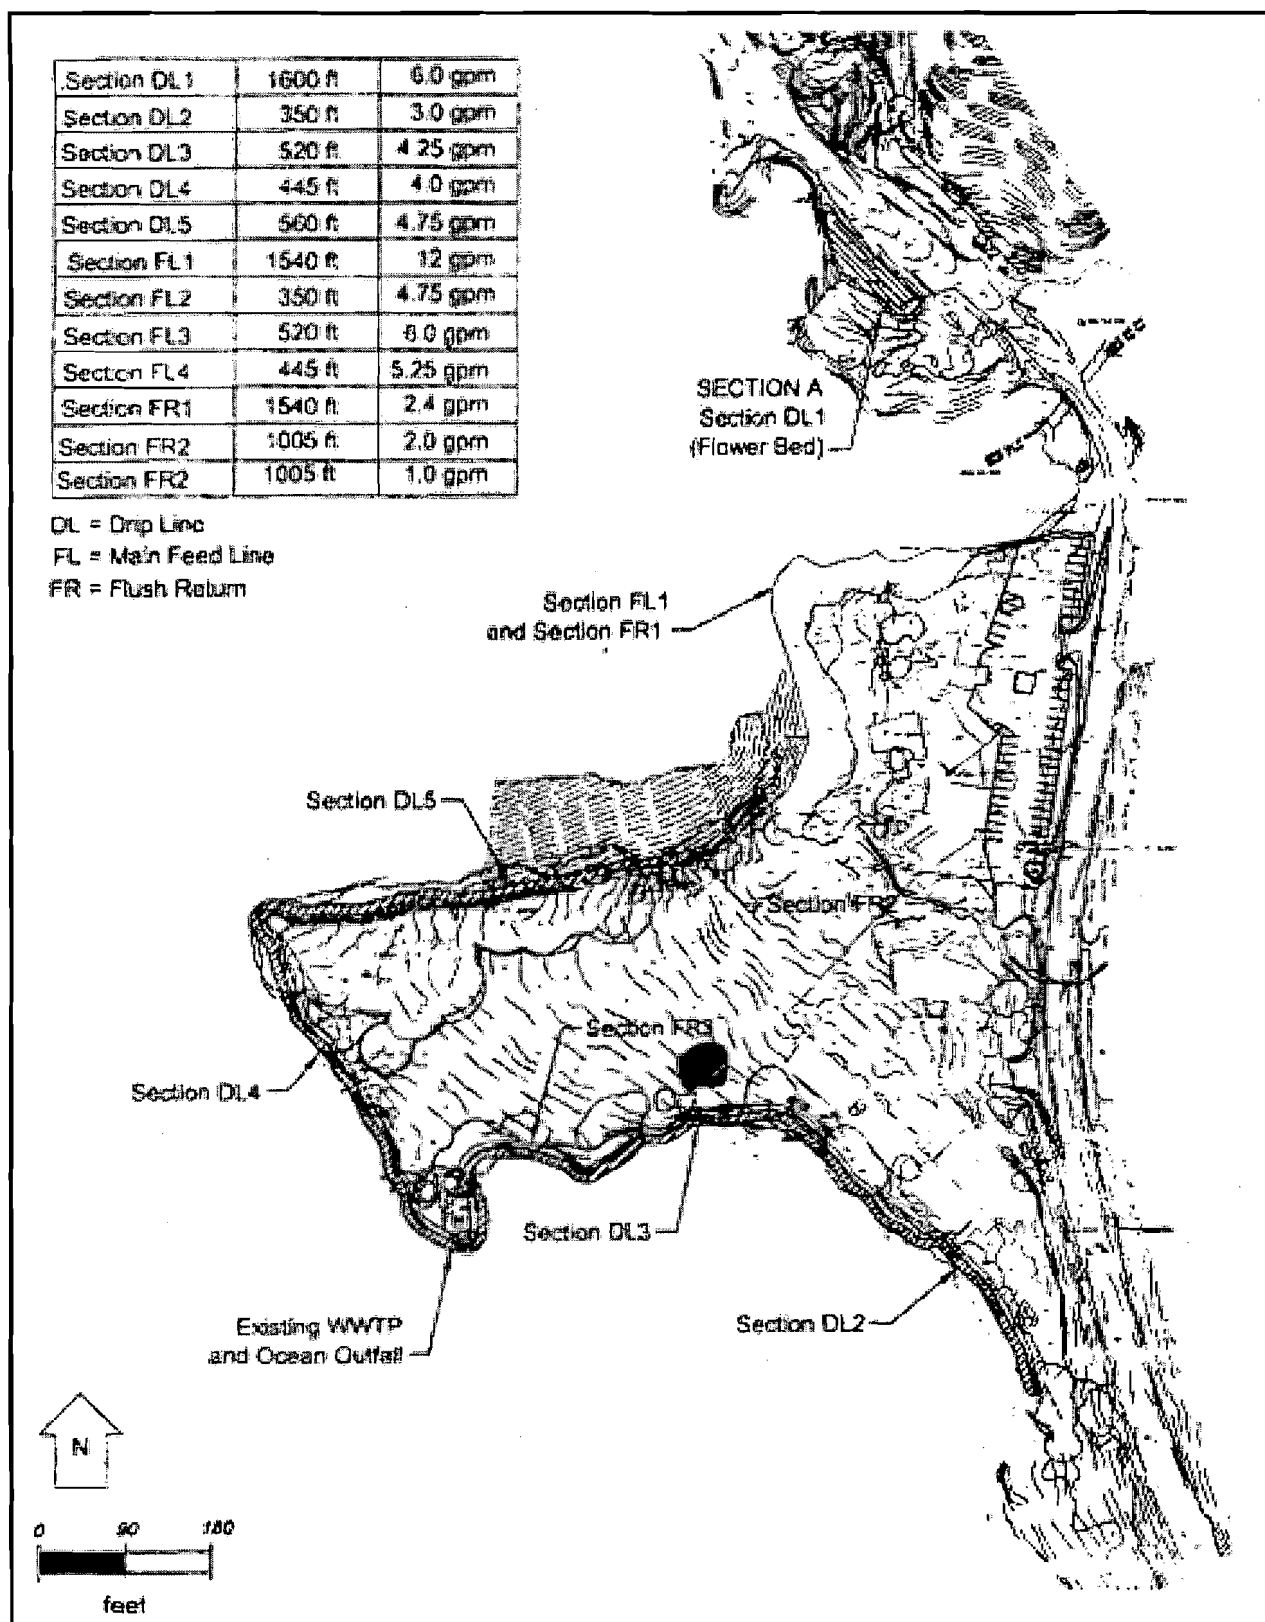 Section DL1 1600 ft 6.0 gpm
Section DL2 350 ft 3.0 gpm
Section DL3 520 ft 4.25 gpm
Section DL4 445 ft 4.0 gpm
Section DL5 560 ft 4.75 gpm
Section FL1 1540 ft 12 gpm
Section FL2 350 ft 4.75 gpm
Section FL3 520 ft 6.0 gpm
Section FL4 445 ft 5.25 gpm
Section FR1 1540 ft 2.4 gpm
Section FR2 1005 ft 2.0 gpm
Section FR2 1005 ft 1.0 gpm
DL = Drip Line
FL = Main Feed Line
FR = Flush Return
SECTION A
Section DL1
(Flower Bed)
Section FL1
and Section FR1
Section DL5
Section FR2
Section FR3
Section DL4
Section DL3
Existing WWTP
and Ocean Outfall
Section DL2
N
0 90 180
feet